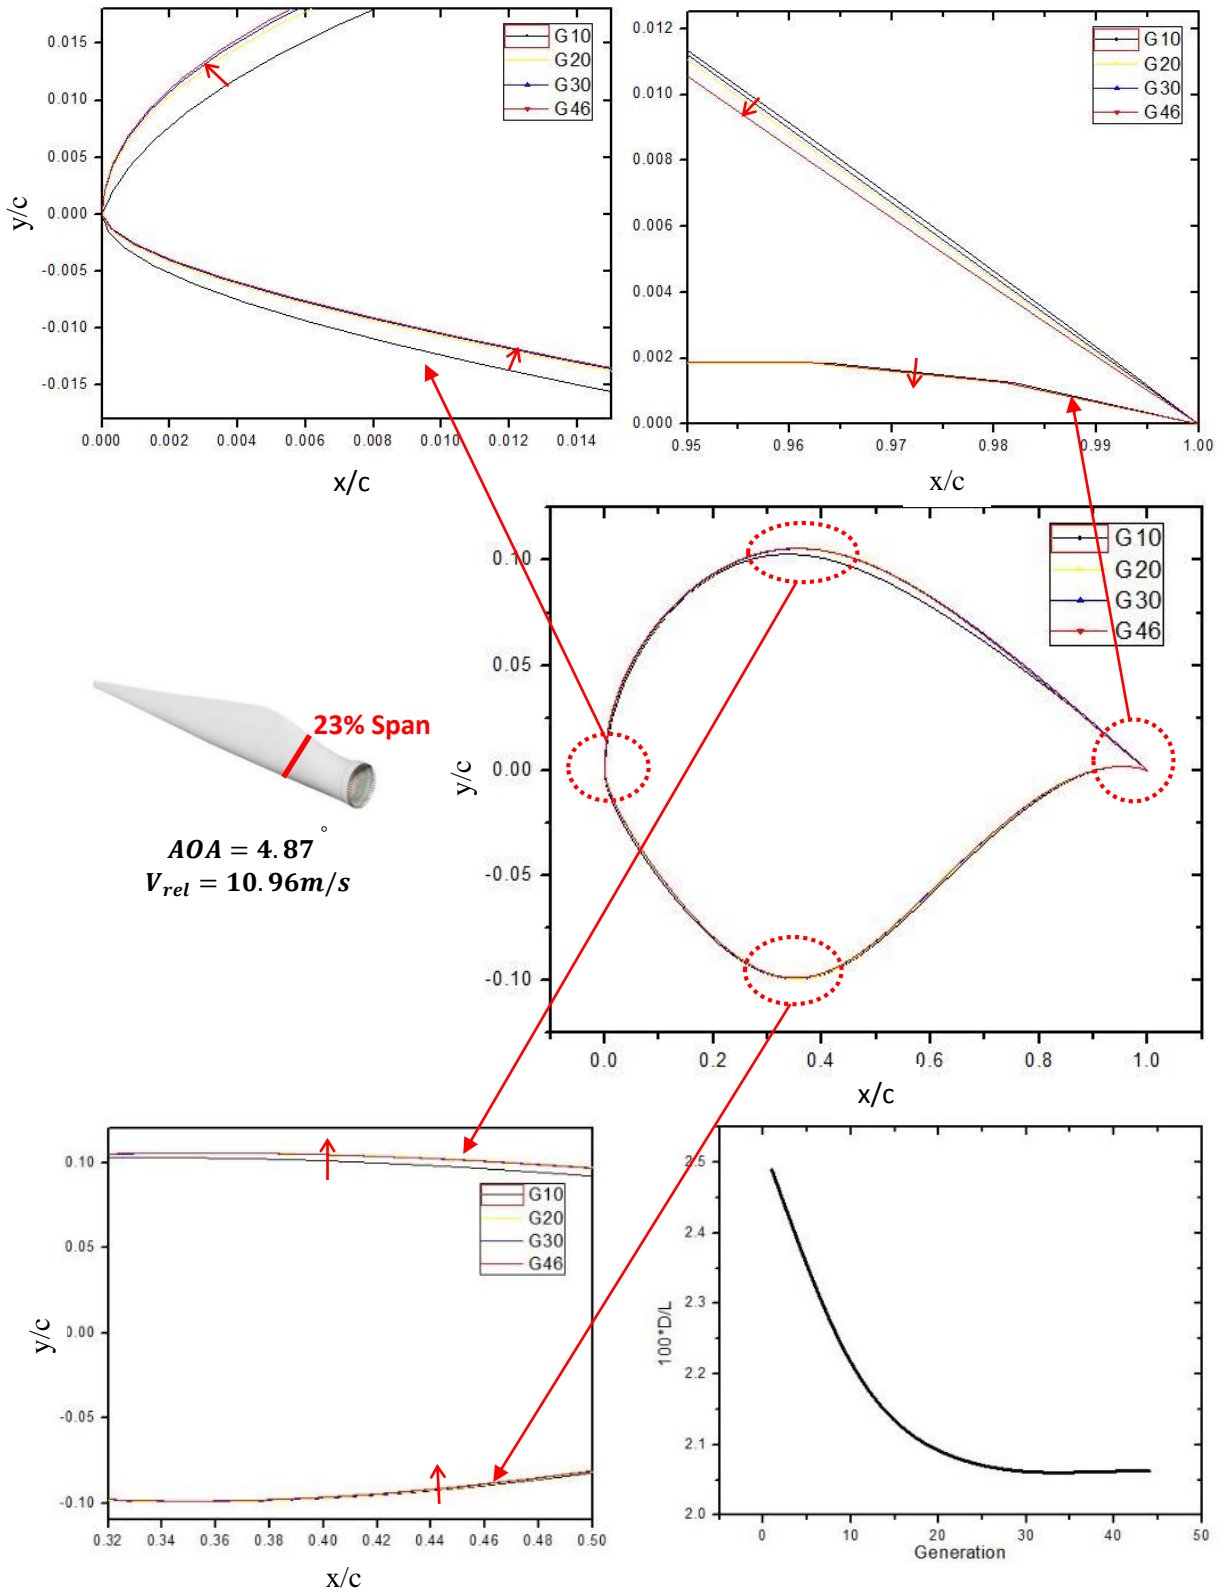 0.015
0.010
0.005
0.000
-0.005
-0.010
-0.015
y/c
0.000 0.002 0.004 0.006 0.008 0.010 0.012 0.014
x/c
G10
G20
G30
G46
0.012
0.010
0.008
0.006
0.004
0.002
0.000
0.95 0.96 0.97 0.98 0.99 1.00
x/c
G10
G20
G30
G46
23% Span
AOA = 4.87°
V_rel = 10.96m/s
0.10
0.05
0.00
-0.05
-0.10
y/c
0.0 0.2 0.4 0.6 0.8 1.0
x/c
G10
G20
G30
G46
0.10
0.05
0.00
-0.05
-0.10
y/c
0.32 0.34 0.36 0.38 0.40 0.42 0.44 0.46 0.48 0.50
x/c
G10
G20
G30
G46
2.5
2.4
2.3
2.2
2.1
2.0
100*D/L
0 10 20 30 40 50
Generation